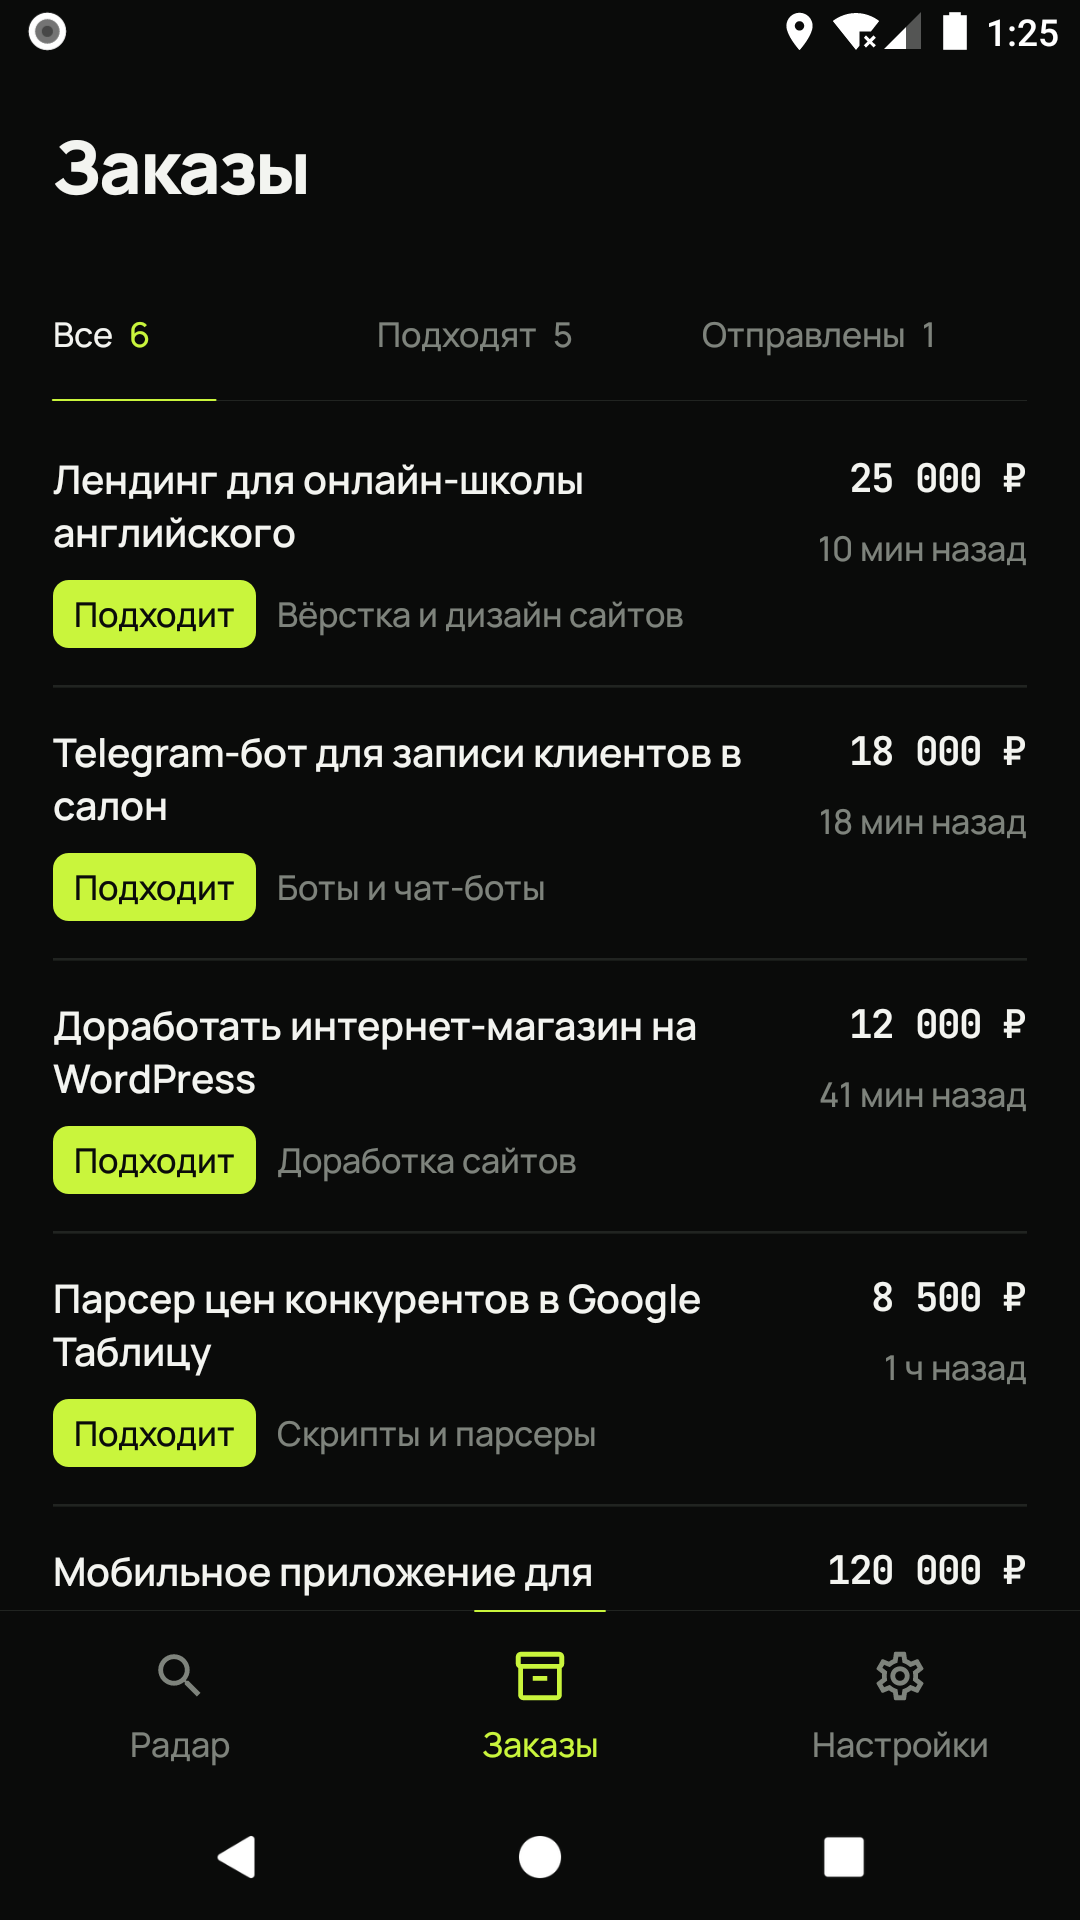 1:25
Заказы
Все 6
Подходят 5
Отправлены 1
Лендинг для онлайн-школы английского
25 000 ₽
10 мин назад
Подходит
Вёрстка и дизайн сайтов
Telegram-бот для записи клиентов в салон
18 000 ₽
18 мин назад
Подходит
Боты и чат-боты
Доработать интернет-магазин на WordPress
12 000 ₽
41 мин назад
Подходит
Доработка сайтов
Парсер цен конкурентов в Google Таблицу
8 500 ₽
1 ч назад
Подходит
Скрипты и парсеры
Мобильное приложение для
120 000 ₽
Радар
Заказы
Настройки